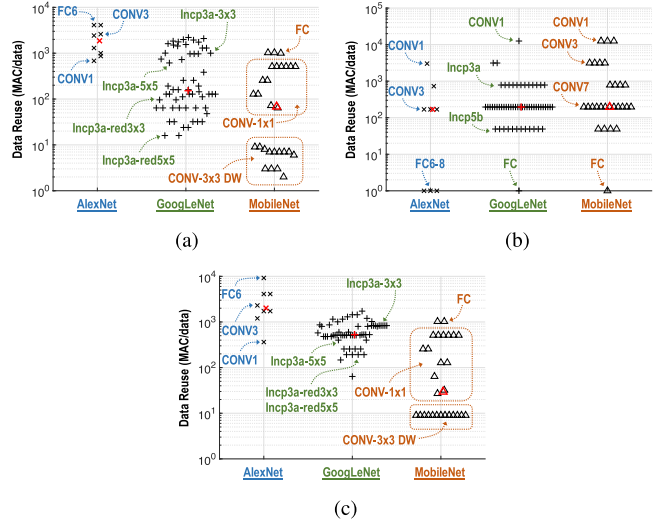 FC6
CONV3
CONV1
Incp3a-3x3
Incp3a-5x5
Incp3a-red3x3
Incp3a-red5x5
FC
CONV-1x1
CONV-3x3 DW
Data Reuse (MAC/data)
10^4
10^3
10^2
10^1
10^0
AlexNet
GoogLeNet
MobileNet
(a)
CONV1
CONV3
FC6-8
CONV1
Incp3a
Incp5b
FC
CONV1
CONV3
CONV7
FC
Data Reuse (MAC/data)
10^5
10^4
10^3
10^2
10^1
10^0
AlexNet
GoogLeNet
MobileNet
(b)
FC6
CONV3
CONV1
Incp3a-3x3
Incp3a-5x5
Incp3a-red3x3
Incp3a-red5x5
FC
CONV-1x1
CONV-3x3 DW
Data Reuse (MAC/data)
10^4
10^3
10^2
10^1
10^0
AlexNet
GoogLeNet
MobileNet
(c)